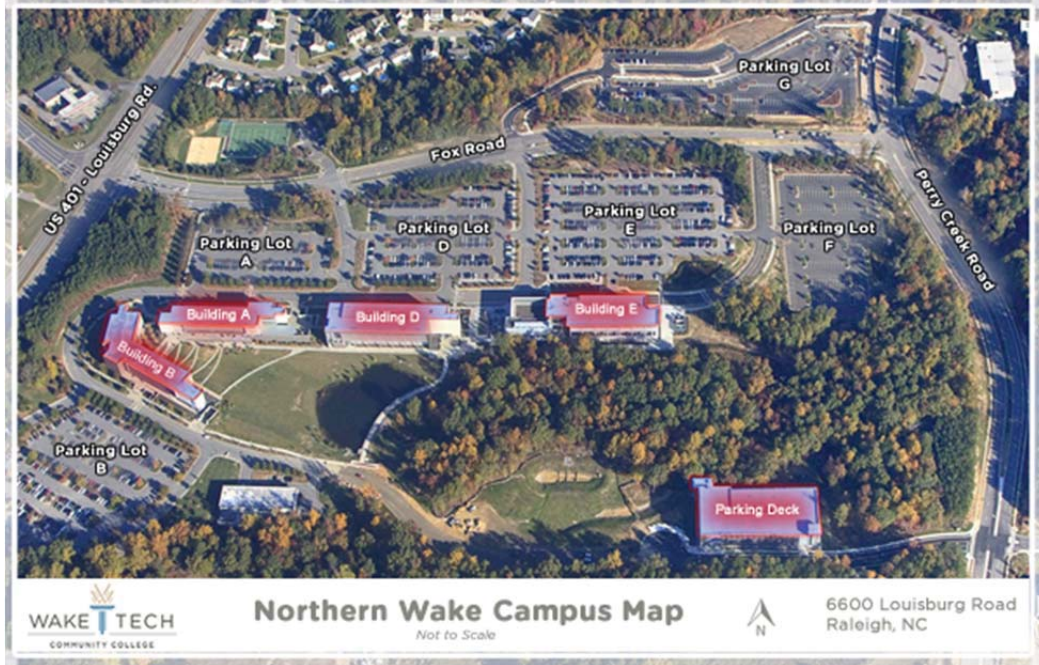 Parking Lot
G
US 401 - Louisburg Rd.
Fox Road
Perry Creek Road
Parking Lot
A
Parking Lot
D
Parking Lot
E
Parking Lot
F
Building A
Building D
Building E
Building B
Parking Lot
B
Parking Deck
WAKE TECH
COMMUNITY COLLEGE
Northern Wake Campus Map
Not to Scale
N
6600 Louisburg Road
Raleigh, NC